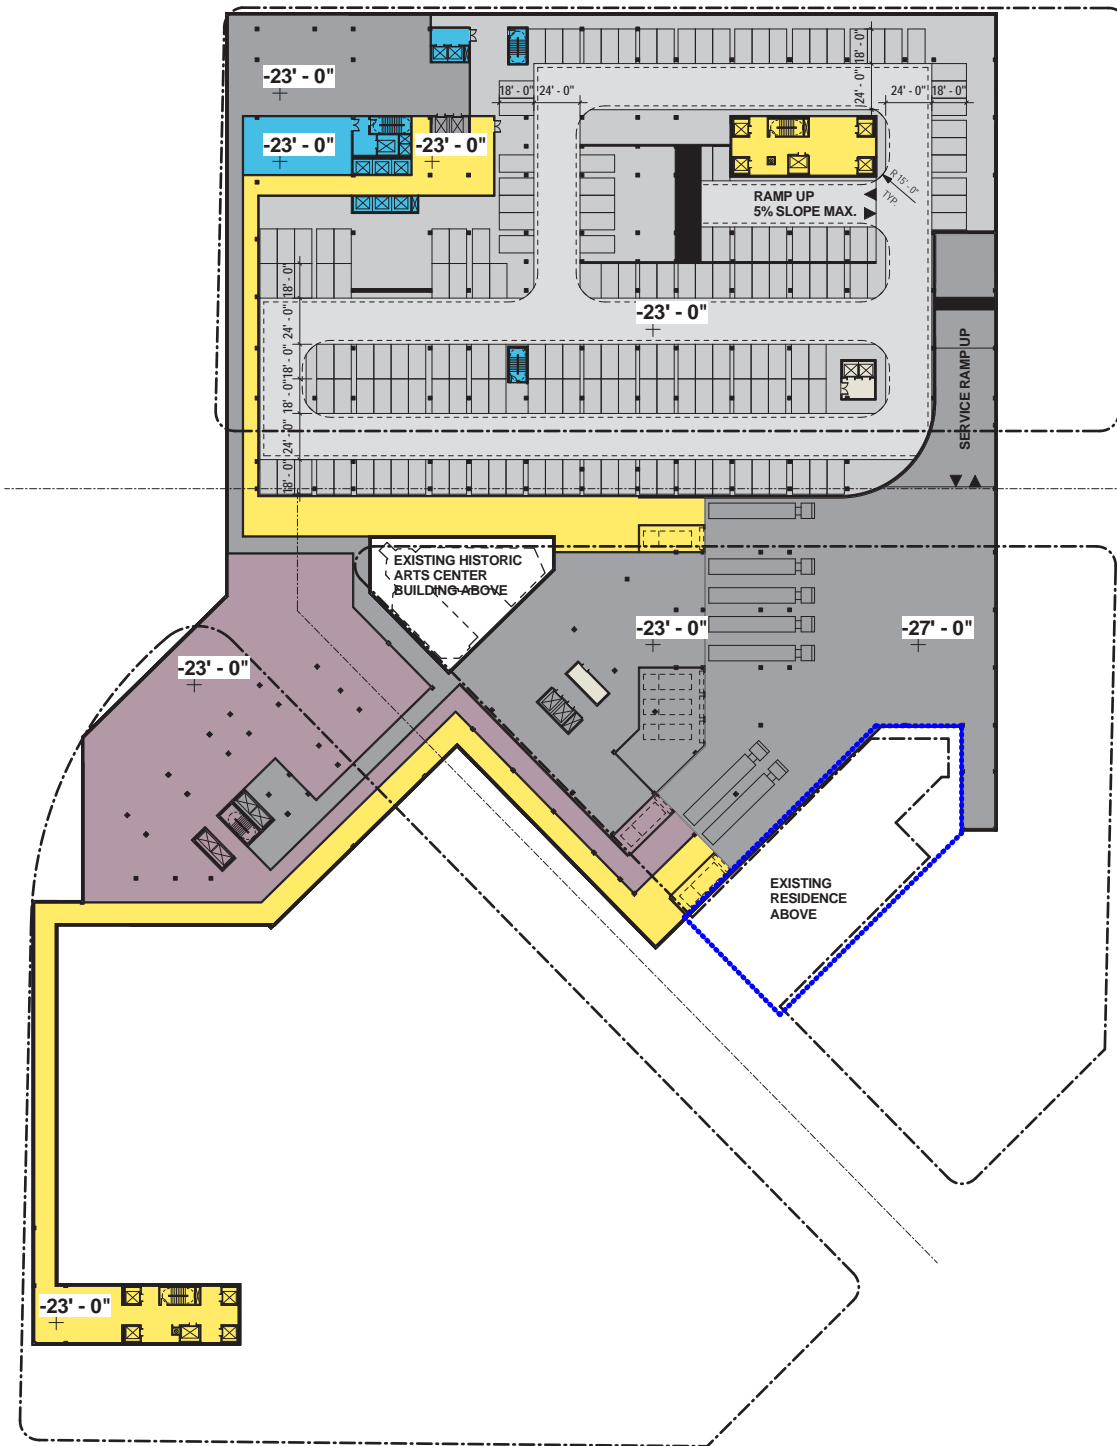 18' - 0"
24' - 0"
-23' - 0"
18' - 0"
24' - 0"
24' - 0"
18' - 0"
-23' - 0"
-23' - 0"
R 15' - 0"
TYP.
RAMP UP
5% SLOPE MAX.
18' - 0"
24' - 0"
18' - 0"
18' - 0"
24' - 0"
18' - 0"
-23' - 0"
SERVICE RAMP UP
EXISTING HISTORIC
ARTS CENTER
BUILDING ABOVE
-23' - 0"
-27' - 0"
-23' - 0"
EXISTING
RESIDENCE
ABOVE
-23' - 0"